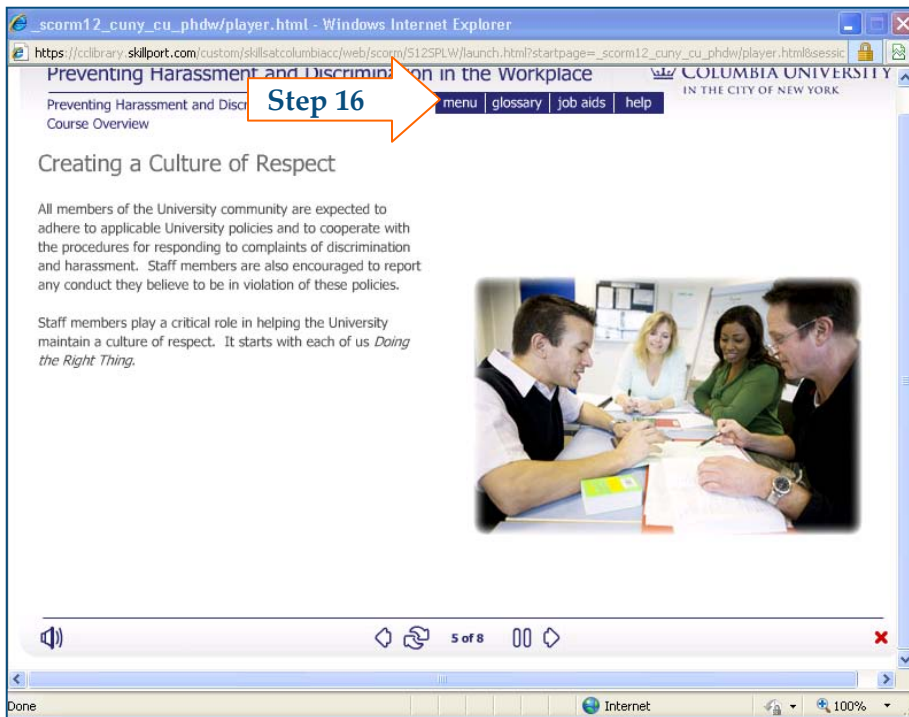 _scorm12_cuny_cu_phdw/player.html - Windows Internet Explorer
https://cclibrary.skillport.com/custom/skillsatcolumbiacc/web/scorm/S12SPLW/launch.html?startpage=_scorm12_cuny_cu_phdw/player.html&sessic
Preventing Harassment and Discrimination in the Workplace
COLUMBIA UNIVERSITY
IN THE CITY OF NEW YORK
Preventing Harassment and Discr
Step 16
menu | glossary | job aids | help
Course Overview
Creating a Culture of Respect
All members of the University community are expected to
adhere to applicable University policies and to cooperate with
the procedures for responding to complaints of discrimination
and harassment. Staff members are also encouraged to report
any conduct they believe to be in violation of these policies.
Staff members play a critical role in helping the University
maintain a culture of respect. It starts with each of us Doing
the Right Thing.
5 of 8
Done
Internet
100%